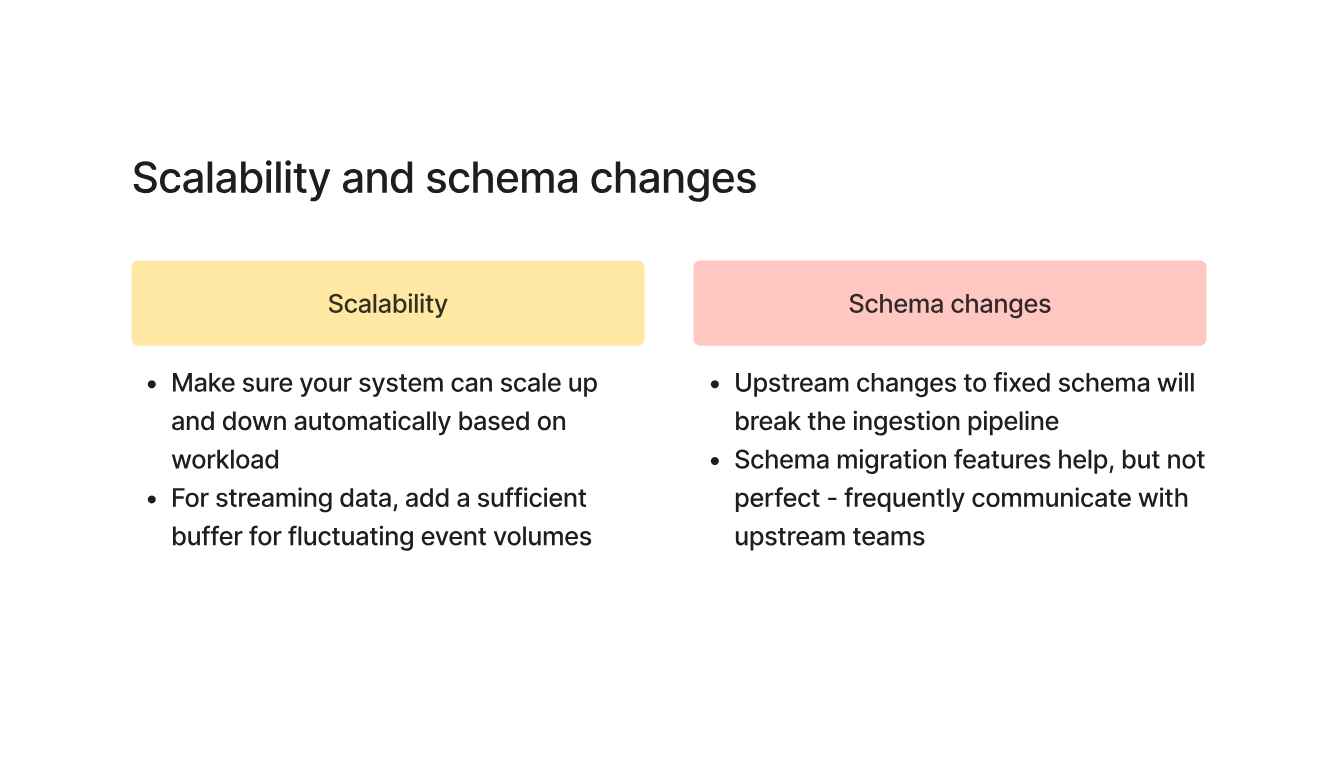 Scalability and schema changes
Scalability
• Make sure your system can scale up
and down automatically based on
workload
• For streaming data, add a sufficient
buffer for fluctuating event volumes
Schema changes
• Upstream changes to fixed schema will
break the ingestion pipeline
• Schema migration features help, but not
perfect - frequently communicate with
upstream teams